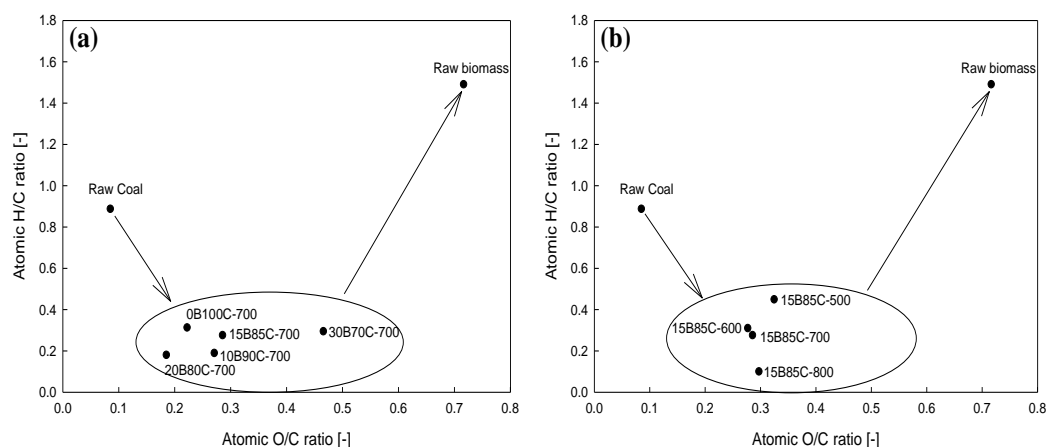 (a)
Atomic H/C ratio [-]
1.8
1.6
1.4
1.2
1.0
0.8
0.6
0.4
0.2
0.0
Raw biomass
Raw Coal
0B100C-700
15B85C-700
30B70C-700
10B90C-700
20B80C-700
0.0 0.1 0.2 0.3 0.4 0.5 0.6 0.7 0.8
Atomic O/C ratio [-]
(b)
Atomic H/C ratio [-]
1.8
1.6
1.4
1.2
1.0
0.8
0.6
0.4
0.2
0.0
Raw biomass
Raw Coal
15B85C-500
15B85C-600
15B85C-700
15B85C-800
0.0 0.1 0.2 0.3 0.4 0.5 0.6 0.7 0.8
Atomic O/C ratio [-]